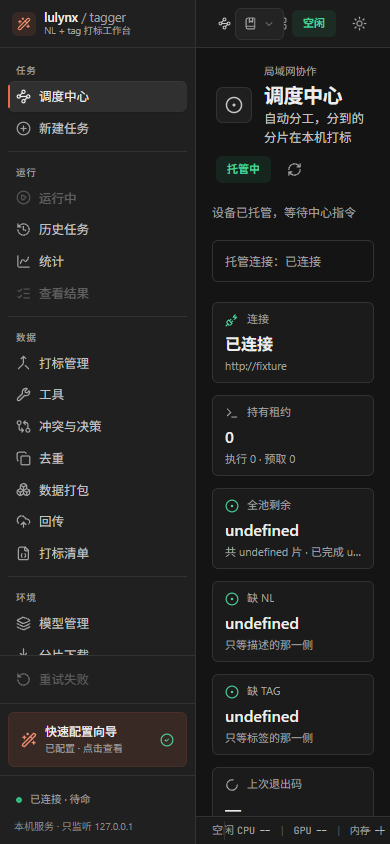 lulynx / tagger
NL + tag 打标工作台
任务
调度中心
新建任务
运行
运行中
历史任务
统计
查看结果
数据
打标管理
工具
冲突与决策
去重
数据打包
回传
打标清单
环境
模型管理
分片下载
重试失败
快速配置向导
已配置 · 点击查看
已连接 · 待命
本机服务 · 只监听 127.0.0.1
空闲
局域网协作
调度中心
自动分工，分到的
分片在本机打标
托管中
设备已托管，等待中心指令
托管连接：已连接
连接
已连接
http://fixture
持有租约
0
执行 0 · 预取 0
全池剩余
undefined
共 undefined 片 · 已完成 u...
缺 NL
undefined
只等描述的那一侧
缺 TAG
undefined
只等标签的那一侧
上次退出码
—
空闲 CPU -- | GPU -- | 内存 --